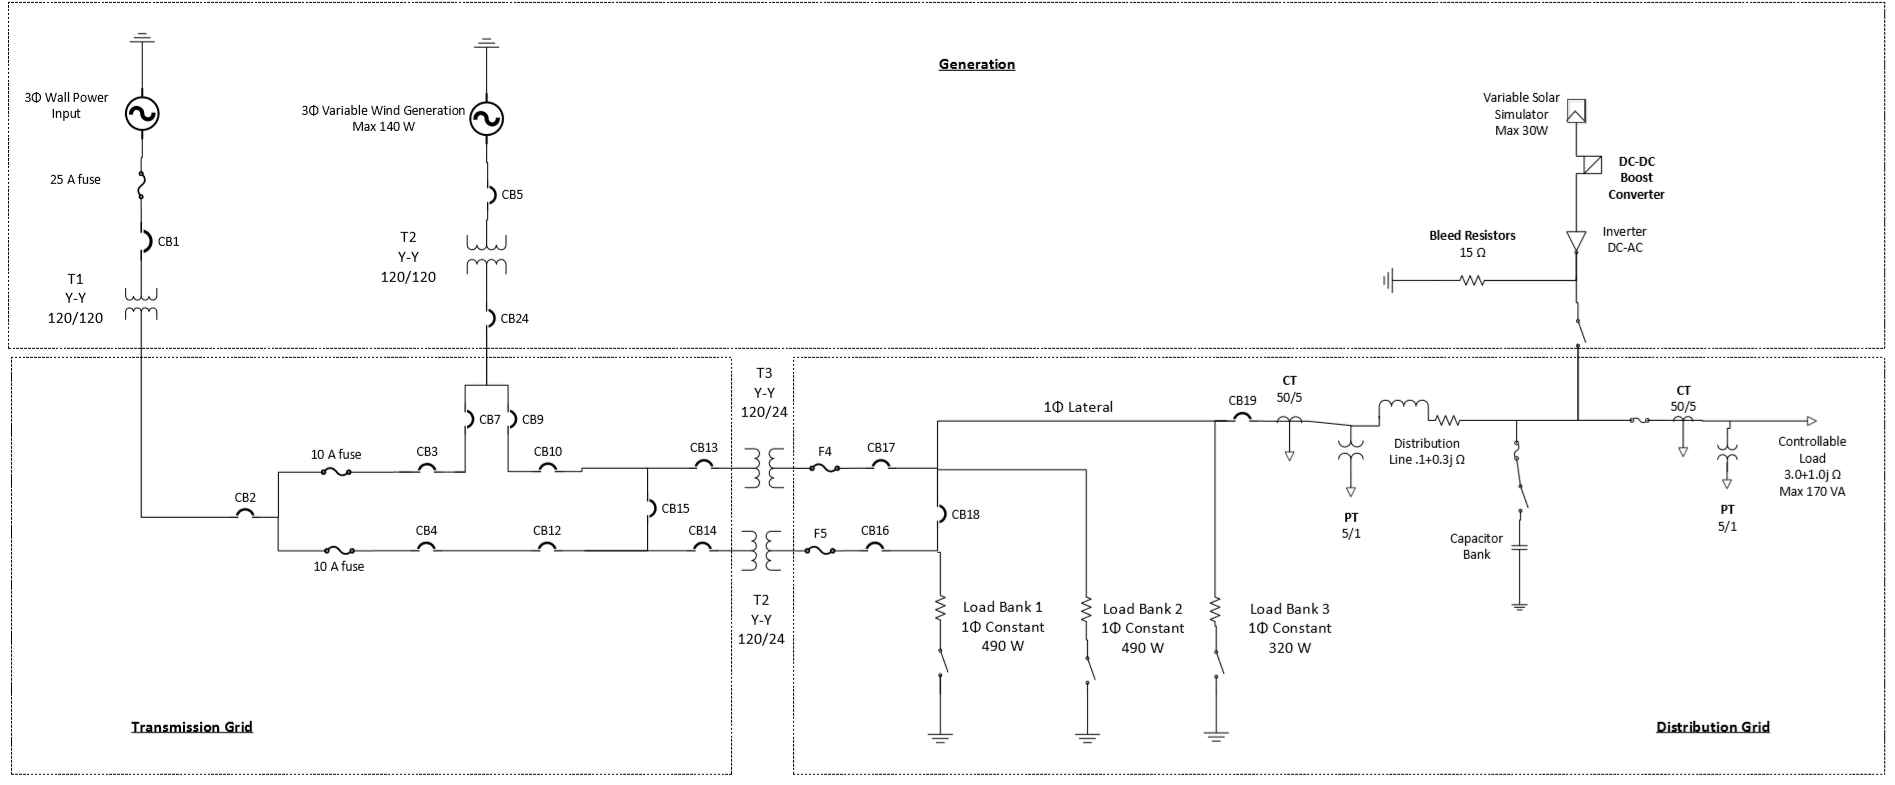 Generation
3Φ Wall Power
Input
25 A fuse
CB1
T1
Y-Y
120/120
3Φ Variable Wind Generation
Max 140 W
CB5
T2
Y-Y
120/120
CB24
Variable Solar
Simulator
Max 30W
DC-DC
Boost
Converter
Inverter
DC-AC
Bleed Resistors
15 Ω
CB7
CB9
10 A fuse
CB3
CB10
CB13
CB2
CB15
CB4
CB12
CB14
10 A fuse
Transmission Grid
T3
Y-Y
120/24
T2
Y-Y
120/24
F4
CB17
F5
CB16
CB18
1Φ Lateral
CB19
CT
50/5
PT
5/1
Distribution
Line .1+0.3j Ω
Capacitor
Bank
CT
50/5
PT
5/1
Controllable
Load
3.0+1.0j Ω
Max 170 VA
Load Bank 1
1Φ Constant
490 W
Load Bank 2
1Φ Constant
490 W
Load Bank 3
1Φ Constant
320 W
Distribution Grid